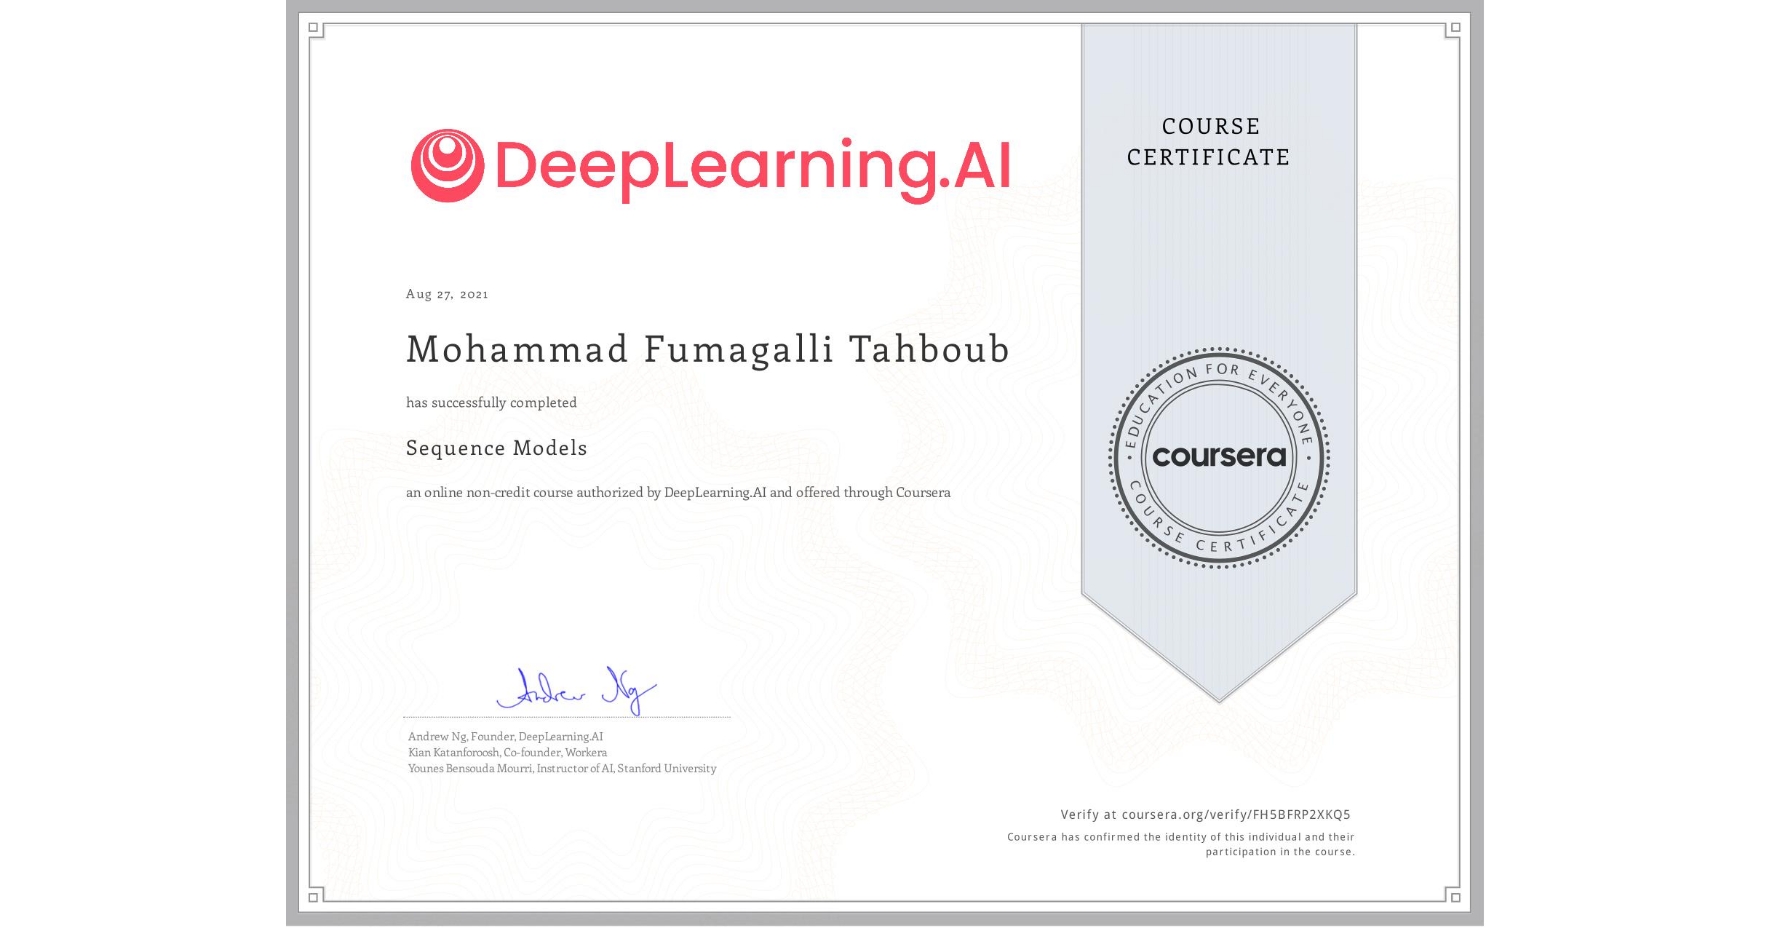 DeepLearning.AI
COURSE
CERTIFICATE
Aug 27, 2021
Mohammad Fumagalli Tahboub
has successfully completed
Sequence Models
an online non-credit course authorized by DeepLearning.AI and offered through Coursera
EDUCATION FOR EVERYONE
coursera
COURSE CERTIFICATE
Andrew Ng
Andrew Ng, Founder, DeepLearning.AI
Kian Katanforoosh, Co-founder, Workera
Younes Bensouda Mourri, Instructor of AI, Stanford University
Verify at coursera.org/verify/FH5BFRP2XKQ5
Coursera has confirmed the identity of this individual and their
participation in the course.